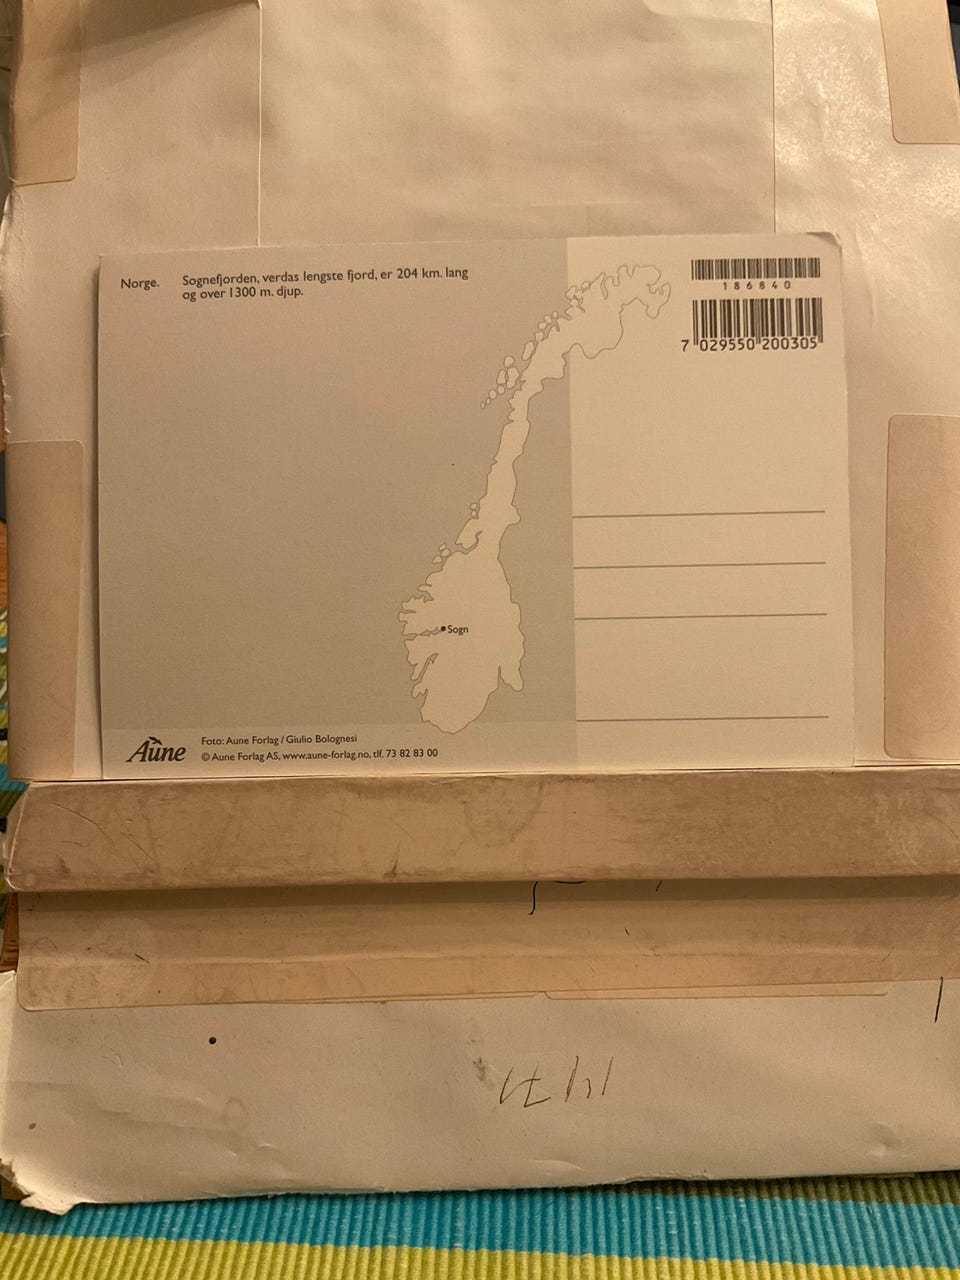 Norge. Sognefjorden, verdas lengste fjord, er 204 km. lang
og over 1300 m. djup.
186840
7 029550 200305
Sogn
Aune
Foto: Aune Forlag / Giulio Bolognesi
© Aune Forlag AS, www.aune-forlag.no, tlf. 73 82 83 00